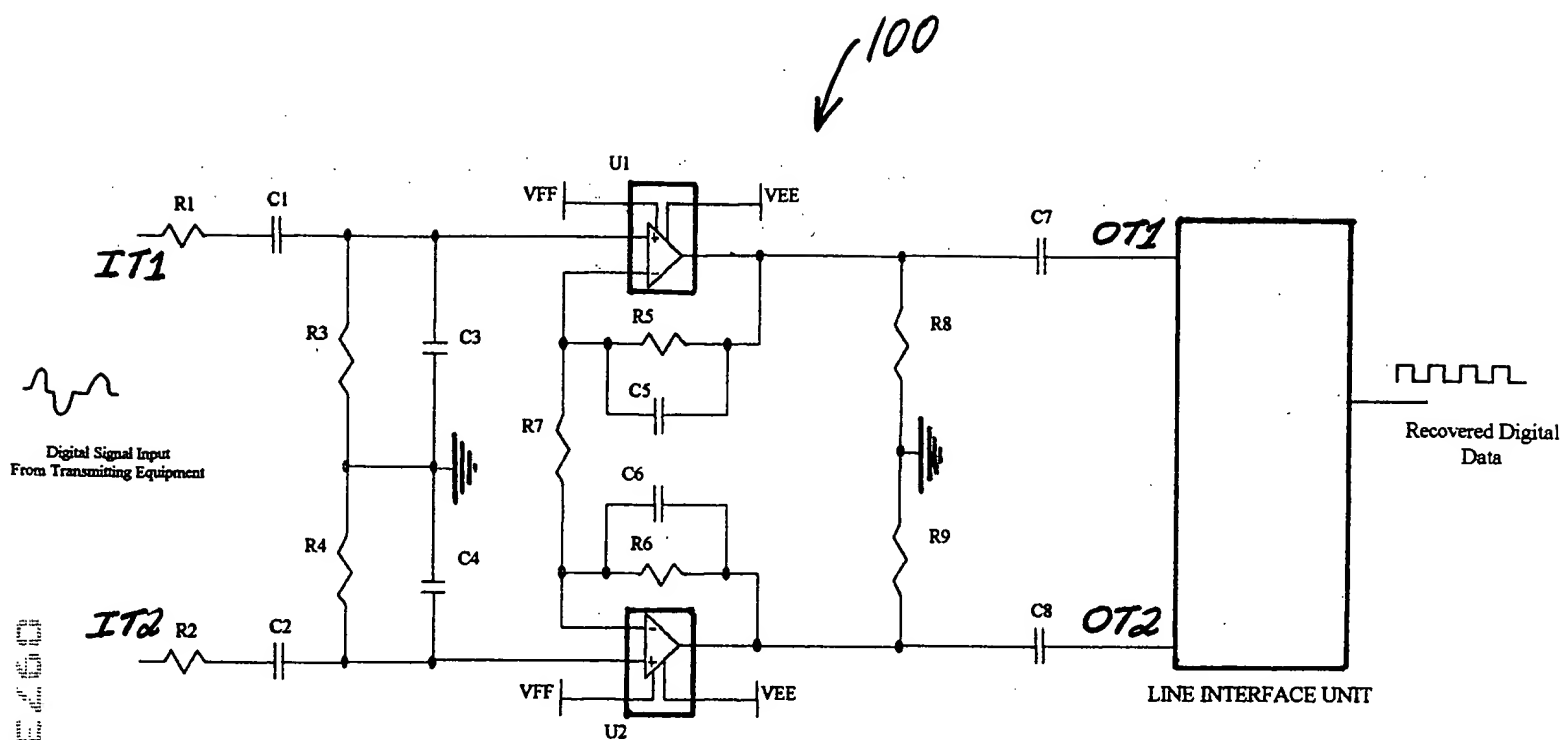 100
U1
VFF
VEE
R1
C1
C7
OT1
IT1
R3
C3
R5
R8
C5
R7
Digital Signal Input
From Transmitting Equipment
Recovered Digital
Data
C6
R4
C4
R6
R9
IT2
R2
C2
C8
OT2
VFF
VEE
U2
LINE INTERFACE UNIT